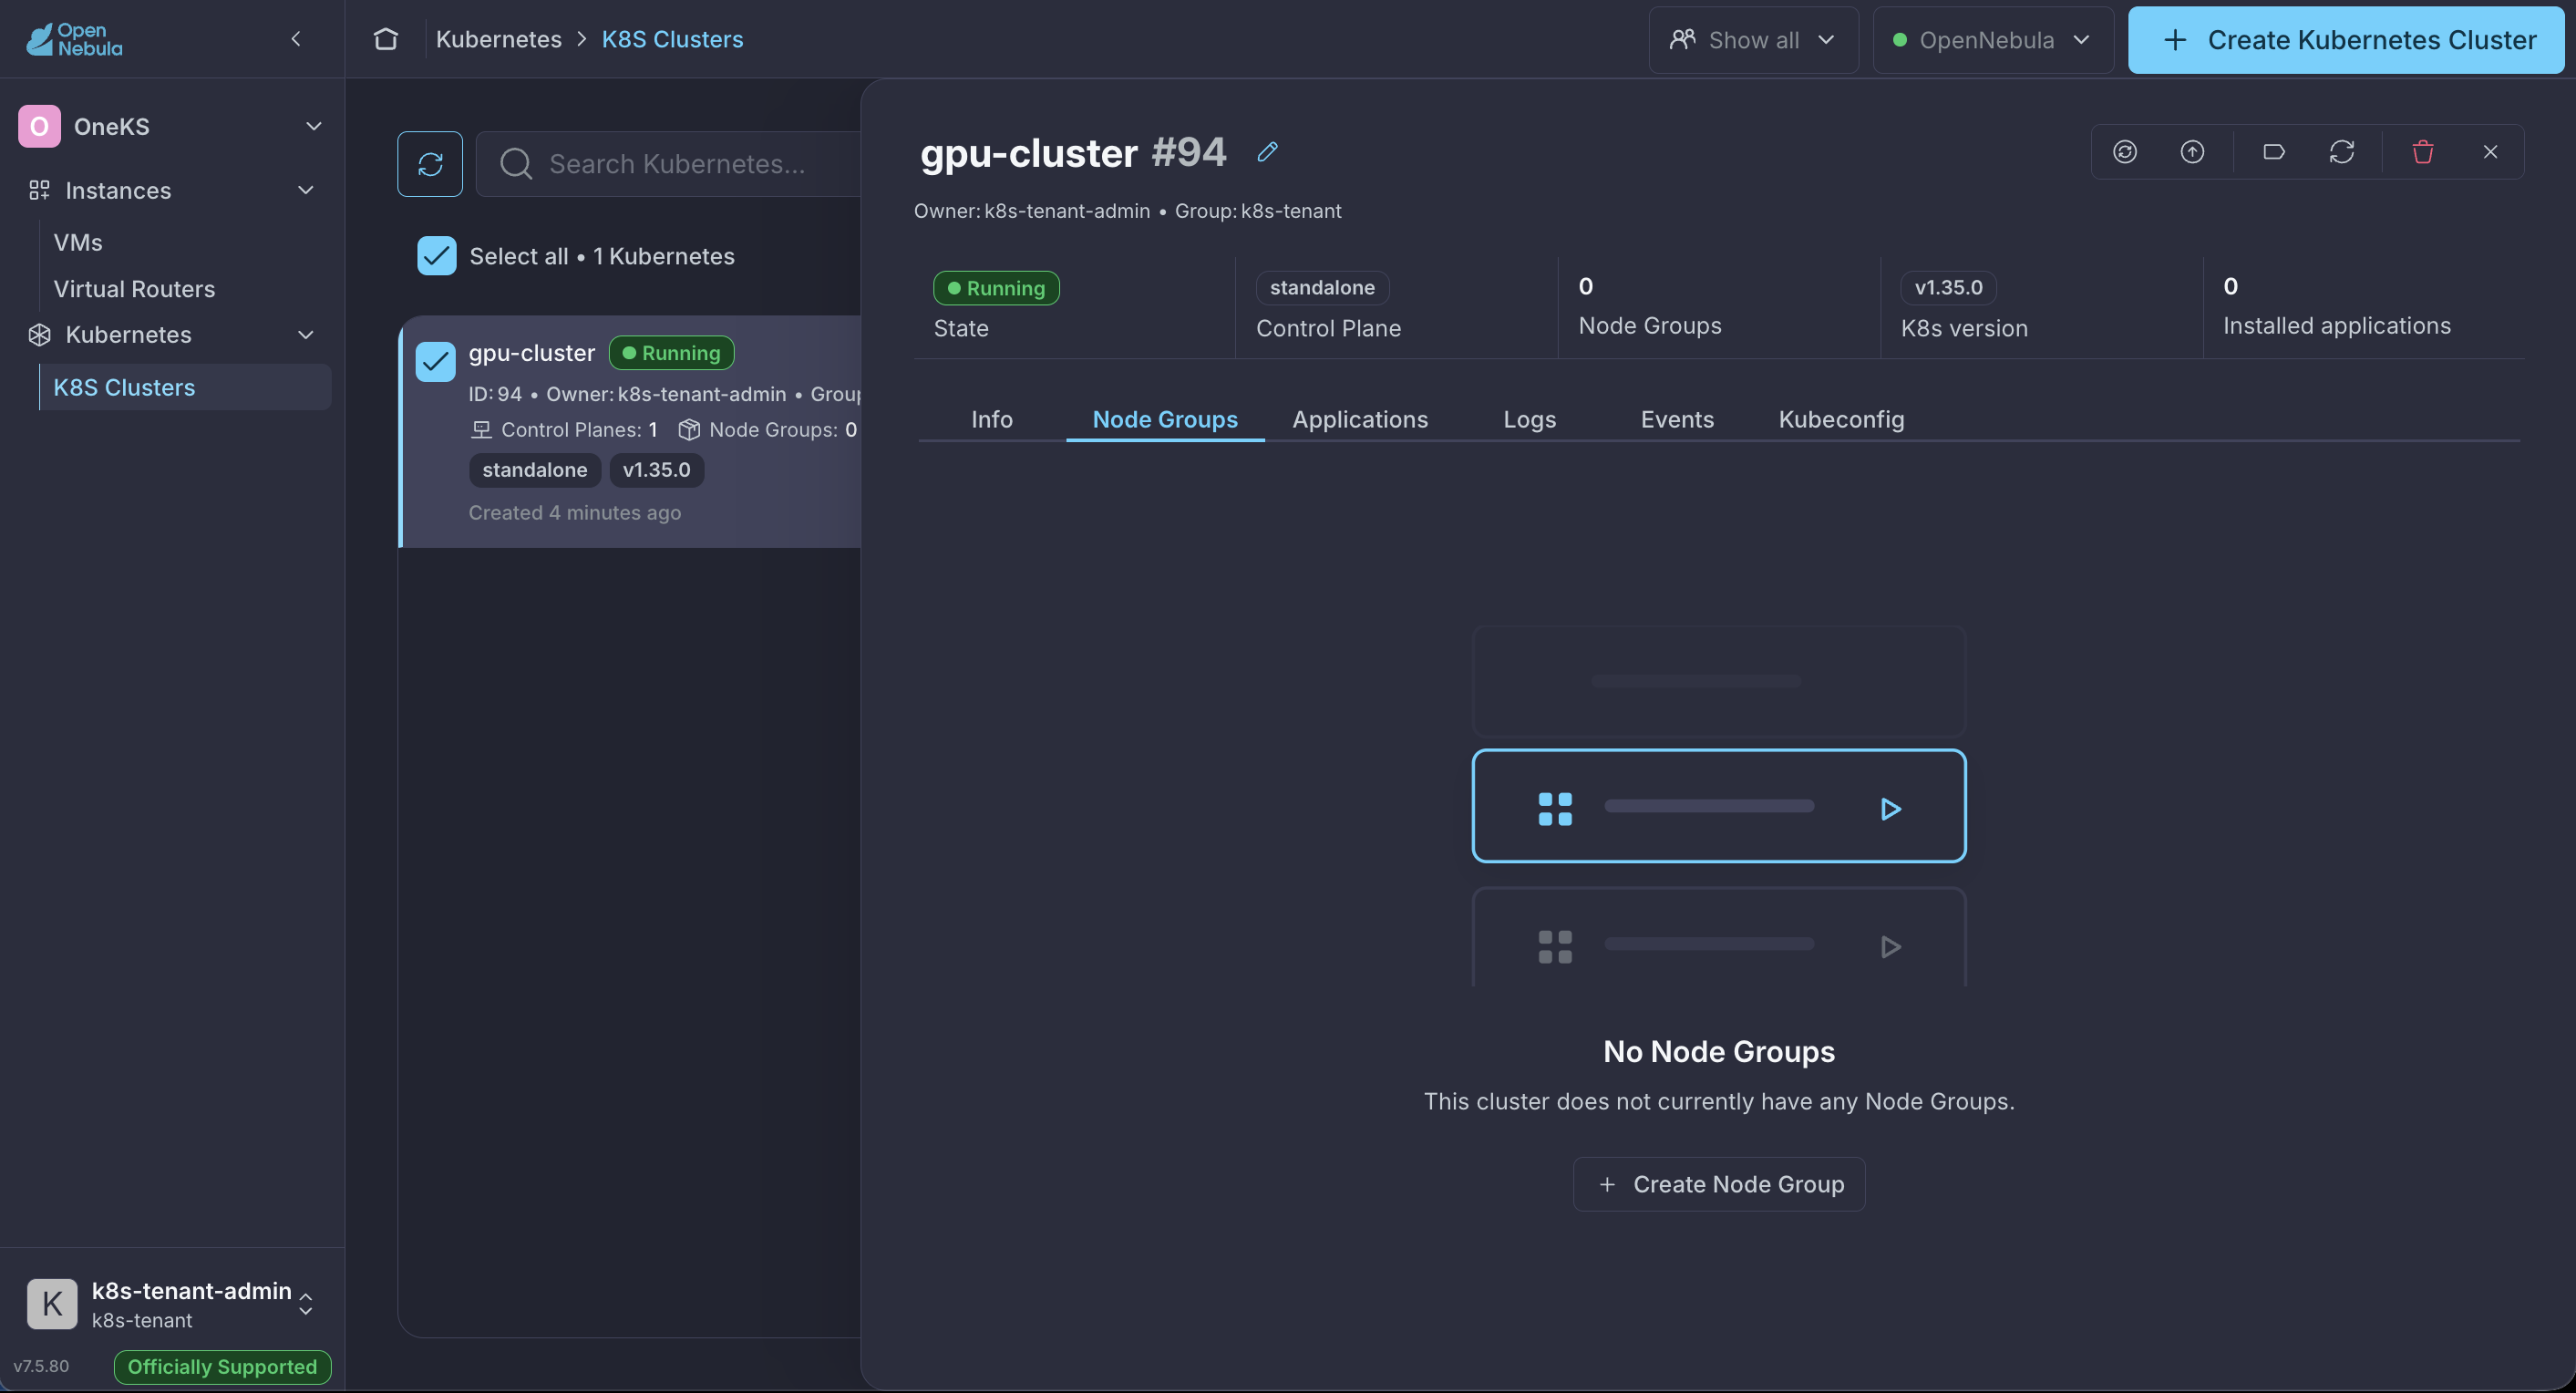 Open
Nebula
Kubernetes > K8S Clusters
Show all
OpenNebula
+ Create Kubernetes Cluster
O OneKS
Instances
VMs
Virtual Routers
Kubernetes
K8S Clusters
Search Kubernetes...
Select all • 1 Kubernetes
gpu-cluster Running
ID: 94 • Owner: k8s-tenant-admin • Group
Control Planes: 1 Node Groups: 0
standalone v1.35.0
Created 4 minutes ago
gpu-cluster #94
Owner: k8s-tenant-admin • Group: k8s-tenant
Running
State
standalone
Control Plane
0
Node Groups
v1.35.0
K8s version
0
Installed applications
Info Node Groups Applications Logs Events Kubeconfig
No Node Groups
This cluster does not currently have any Node Groups.
+ Create Node Group
K
k8s-tenant-admin
k8s-tenant
v7.5.80
Officially Supported